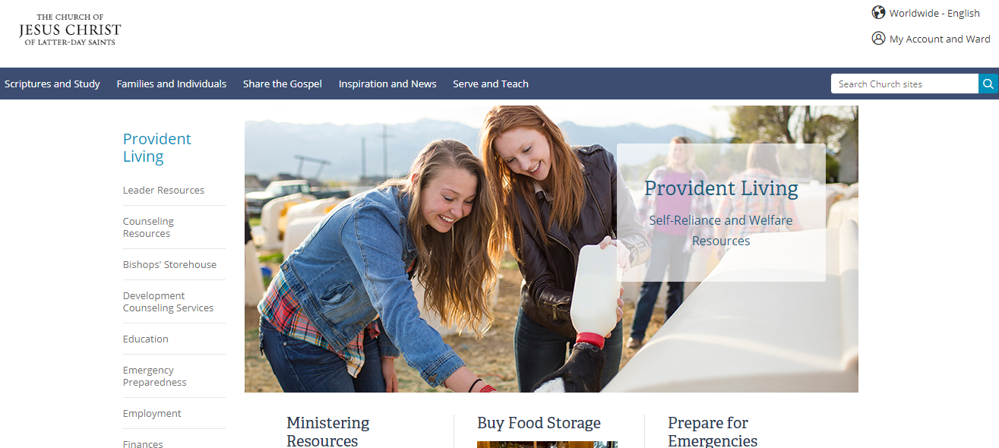 THE CHURCH OF
JESUS CHRIST
OF LATTER-DAY SAINTS
Worldwide - English
My Account and Ward
Scriptures and Study
Families and Individuals
Share the Gospel
Inspiration and News
Serve and Teach
Search Church sites
Provident
Living
Leader Resources
Counseling
Resources
Bishops' Storehouse
Development
Counseling Services
Education
Emergency
Preparedness
Employment
Finances
Provident Living
Self-Reliance and Welfare
Resources
Ministering
Resources
Buy Food Storage
Prepare for
Emergencies